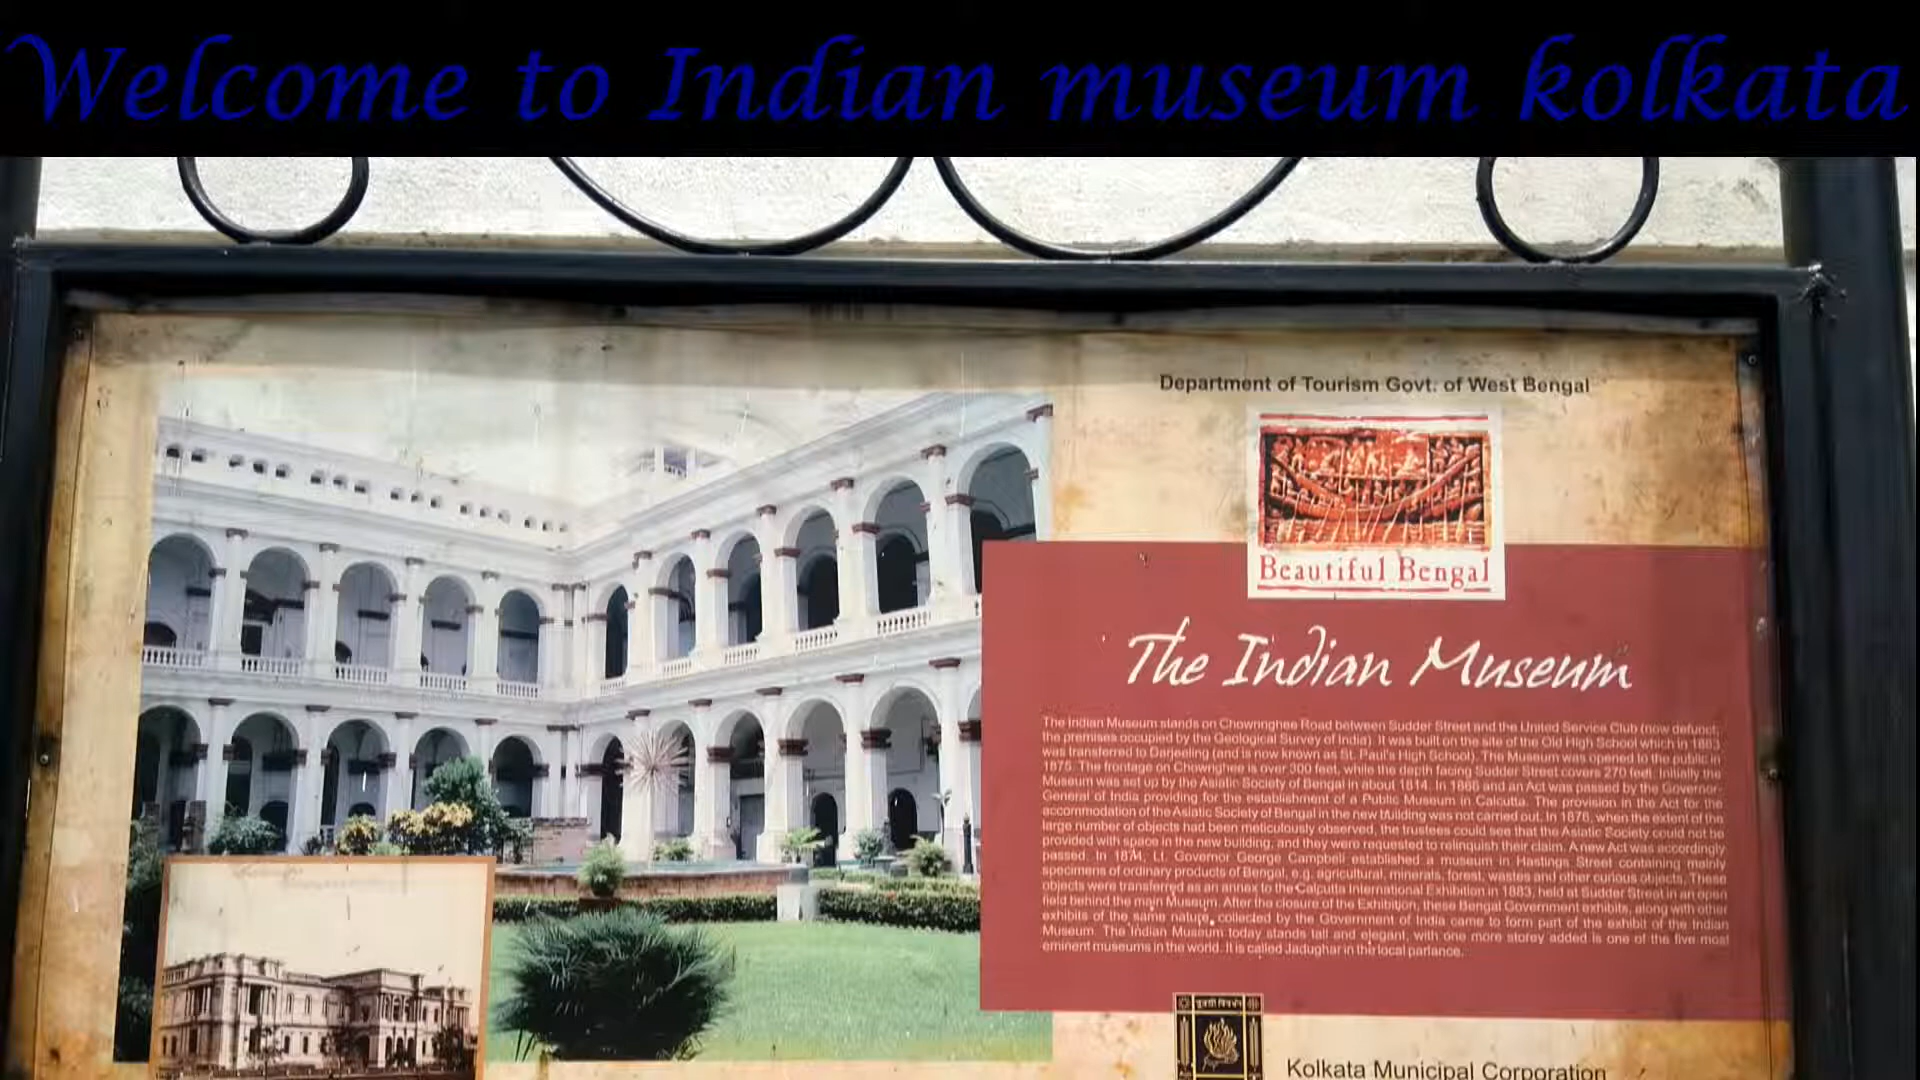 Welcome to Indian museum kolkata
Department of Tourism Govt. of West Bengal
Beautiful Bengal
The Indian Museum
The Indian Museum stands on Chowringhee Road between Sudder Street and the United Service Club (now defunct,
the premises occupied by the Geological Survey of India). It was built on the site of the Old High School which in 1863
was transferred to Darjeeling (and is now known as St. Paul's High School). The Museum was opened to the public in
1875. The frontage on Chowrighee is over 300 feet, while the depth facing Sudder Street covers 270 feet. Initially the
Museum was set up by the Asiatic Society of Bengal in about 1814. In 1866 and an Act was passed by the Governor-
General of India providing for the establishment of a Public Museum in Calcutta. The provision in the Act for the
accommodation of the Asiatic Society of Bengal in the new building was not carried out. In 1876, when the extent of the
large number of objects had been meticulously observed, the trustees could see that the Asiatic Society could not be
provided with space in the new building, and they were requested to relinquish their claim. A new Act was accordingly
passed. In 1874, Lt. Governor George Campbell established a museum in Hastings Street containing mainly
specimens of ordinary products of Bengal, e.g. agricultural, minerals, forest, wastes and other curious objects. These
objects were transferred as an annex to the Calcutta International Exhibition in 1883, held at Sudder Street in an open
field behind the main Museum. After the closure of the Exhibition, these Bengal Government exhibits, along with other
exhibits of the same nature, collected by the Government of India came to form part of the exhibit of the Indian
Museum. The Indian Museum today stands tall and elegant, with one more storey added is one of the five most
eminent museums in the world. It is called Jadughar in the local parlance.
Kolkata Municipal Corporation